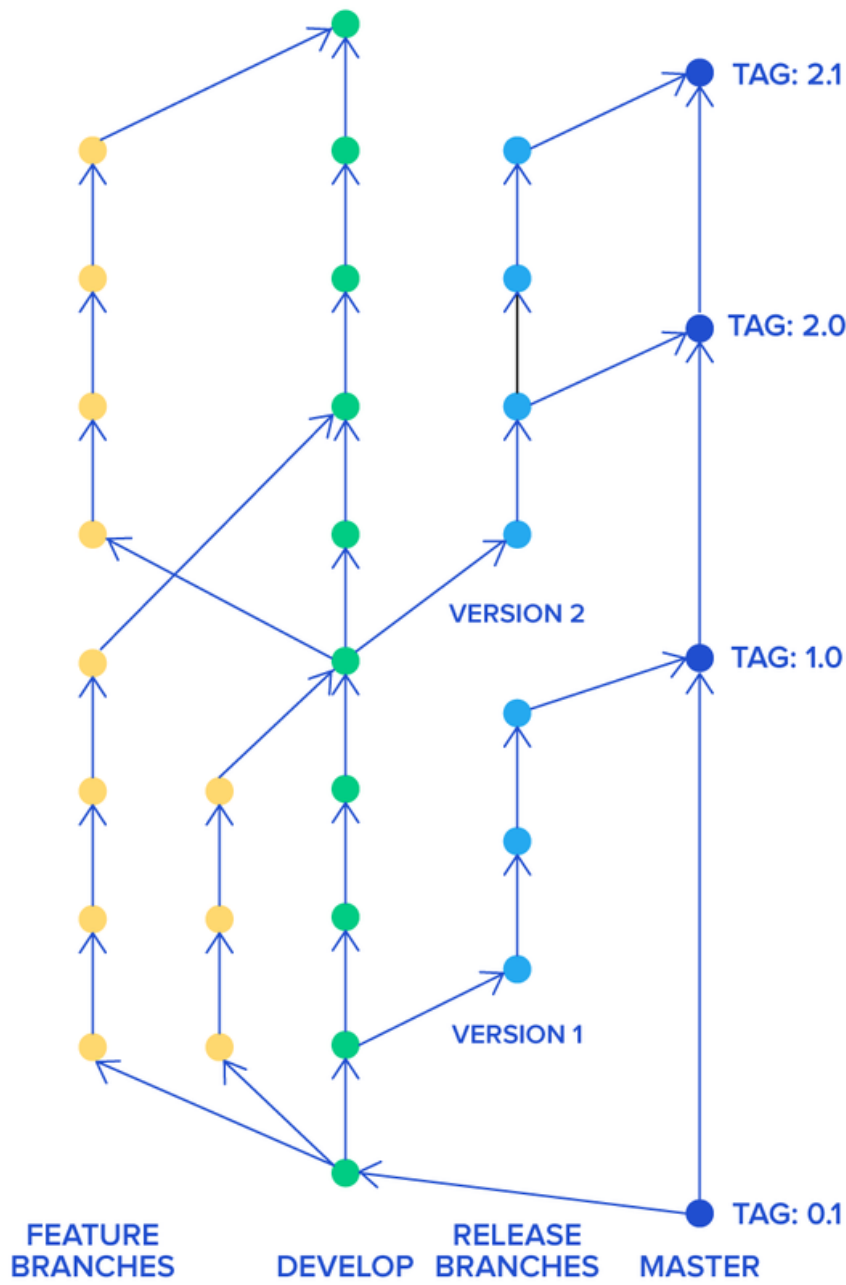 TAG: 2.1
TAG: 2.0
VERSION 2
TAG: 1.0
VERSION 1
TAG: 0.1
FEATURE
BRANCHES
DEVELOP
RELEASE
BRANCHES
MASTER